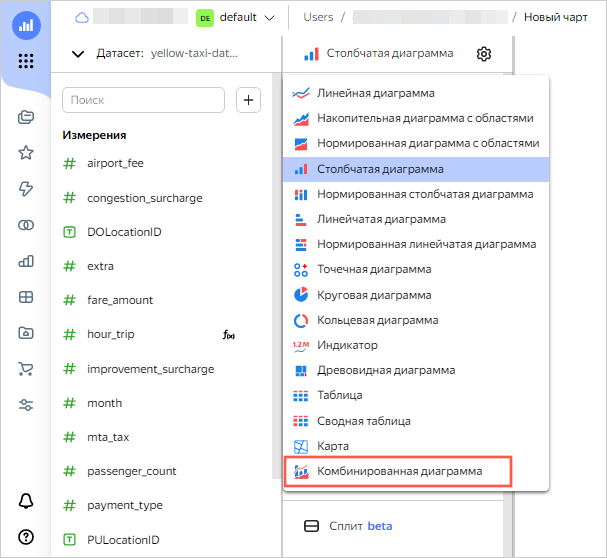 DE default Users / / Новый чарт
Датасет: yellow-taxi-dat...
Столбчатая диаграмма
Поиск
+
Измерения
airport_fee
congestion_surcharge
DOLocationID
extra
fare_amount
hour_trip f(x)
improvement_surcharge
month
mta_tax
passenger_count
payment_type
PULocationID
Линейная диаграмма
Накопительная диаграмма с областями
Нормированная диаграмма с областями
Столбчатая диаграмма
Нормированная столбчатая диаграмма
Линейчатая диаграмма
Нормированная линейчатая диаграмма
Точечная диаграмма
Круговая диаграмма
Кольцевая диаграмма
1.2M Индикатор
Древовидная диаграмма
Таблица
Сводная таблица
Карта
Комбинированная диаграмма
Сплит beta